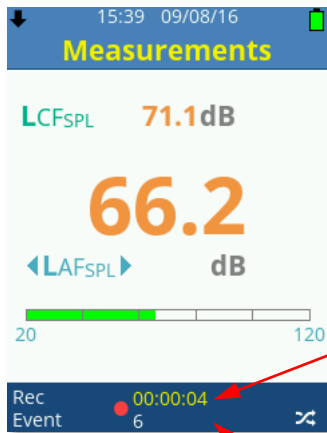 15:39 09/08/16
Measurements
LCFSPL 71.1dB
66.2
LAFSPL dB
20 120
Rec 00:00:04
Event 6